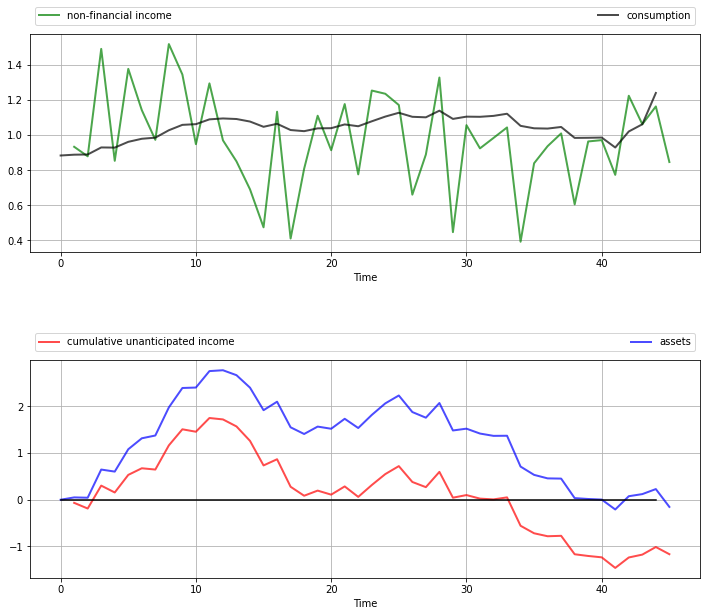 non-financial income consumption
1.4
1.2
1.0
0.8
0.6
0.4
0 10 20 30 40
Time
cumulative unanticipated income assets
2
1
0
−1
0 10 20 30 40
Time